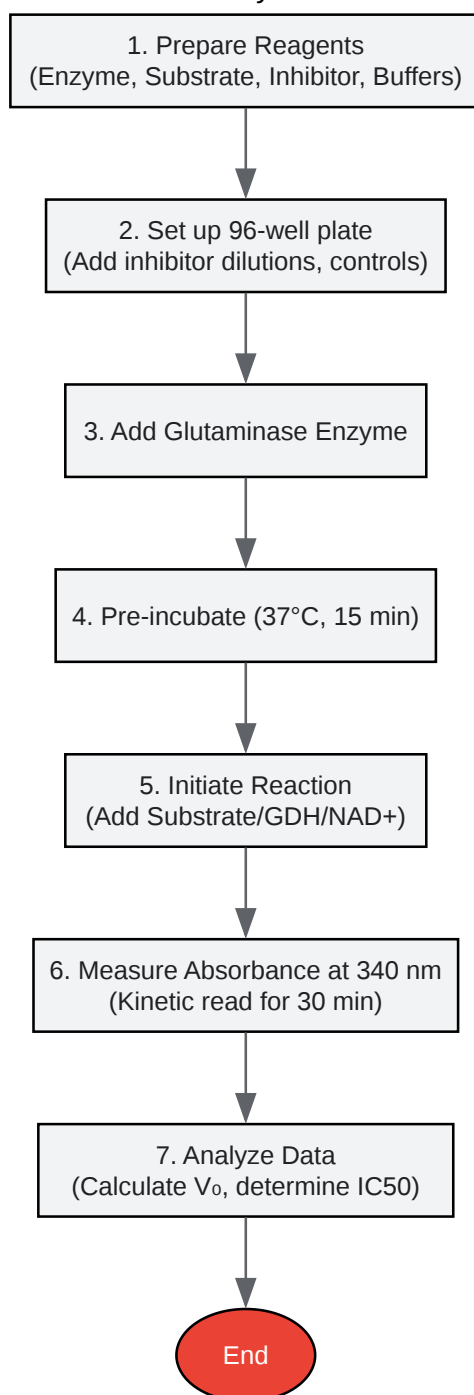 1. Prepare Reagents
(Enzyme, Substrate, Inhibitor, Buffers)
2. Set up 96-well plate
(Add inhibitor dilutions, controls)
3. Add Glutaminase Enzyme
4. Pre-incubate (37°C, 15 min)
5. Initiate Reaction
(Add Substrate/GDH/NAD+)
6. Measure Absorbance at 340 nm
(Kinetic read for 30 min)
7. Analyze Data
(Calculate V₀, determine IC50)
End